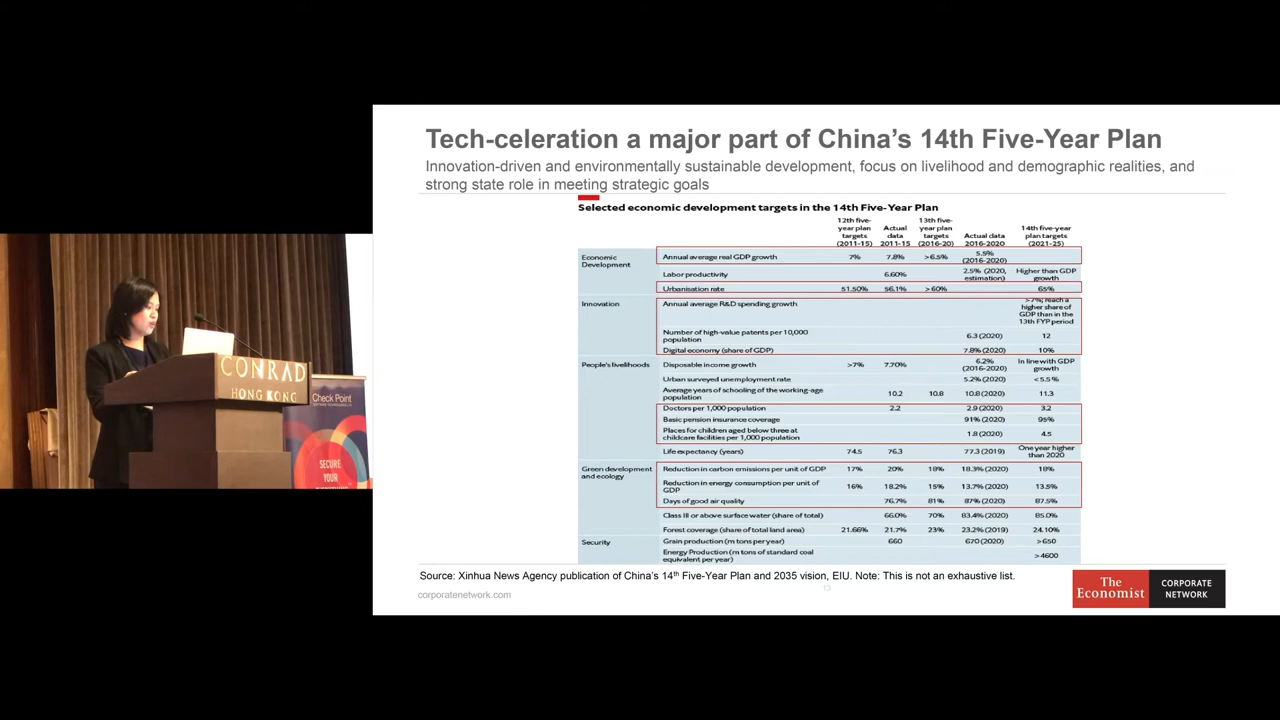 Tech-celeration a major part of China's 14th Five-Year Plan
Innovation-driven and environmentally sustainable development, focus on livelihood and demographic realities, and
strong state role in meeting strategic goals
Selected economic development targets in the 14th Five-Year Plan
12th five-year plan targets (2011-15) Actual data 2011-15 13th five-year plan targets (2016-20) Actual data 2016-2020 14th five-year plan targets (2021-25)
Economic Development
Annual average real GDP growth 7% 7.8% >6.5% 5.5% (2016-2020)
Labor productivity 6.60% 2.5% (2020, estimation) Higher than GDP growth
Urbanisation rate 51.50% 56.1% >60% 65%
Innovation
Annual average R&D spending growth >7%; reach a higher share of GDP than in the 13th FYP period
Number of high-value patents per 10,000 population 6.3 (2020) 12
Digital economy (share of GDP) 7.8% (2020) 10%
People's livelihoods
Disposable income growth >7% 7.70% 6.2% (2016-2020) In line with GDP growth
Urban surveyed unemployment rate 5.2% (2020) <5.5%
Average years of schooling of the working-age population 10.2 10.8 10.8 (2020) 11.3
Doctors per 1,000 population 2.2 2.9 (2020) 3.2
Basic pension insurance coverage 91% (2020) 95%
Places for children aged below three at childcare facilities per 1,000 population 1.8 (2020) 4.5
Life expectancy (years) 74.5 76.3 77.3 (2019) One year higher than 2020
Green development and ecology
Reduction in carbon emissions per unit of GDP 17% 20% 18% 18.3% (2020) 18%
Reduction in energy consumption per unit of GDP 16% 18.2% 15% 13.7% (2020) 13.5%
Days of good air quality 76.7% 81% 87% (2020) 87.5%
Class III or above surface water (share of total) 66.0% 70% 83.4% (2020) 85.0%
Forest coverage (share of total land area) 21.66% 21.7% 23% 23.2% (2019) 24.10%
Security
Grain production (m tons per year) 660 670 (2020) >650
Energy Production (m tons of standard coal equivalent per year) >4600
Source: Xinhua News Agency publication of China's 14th Five-Year Plan and 2035 vision, EIU. Note: This is not an exhaustive list.
corporatenetwork.com
13
The Economist
CORPORATE NETWORK
CONRAD
HONG KONG
Check Point
SECURE
YOUR